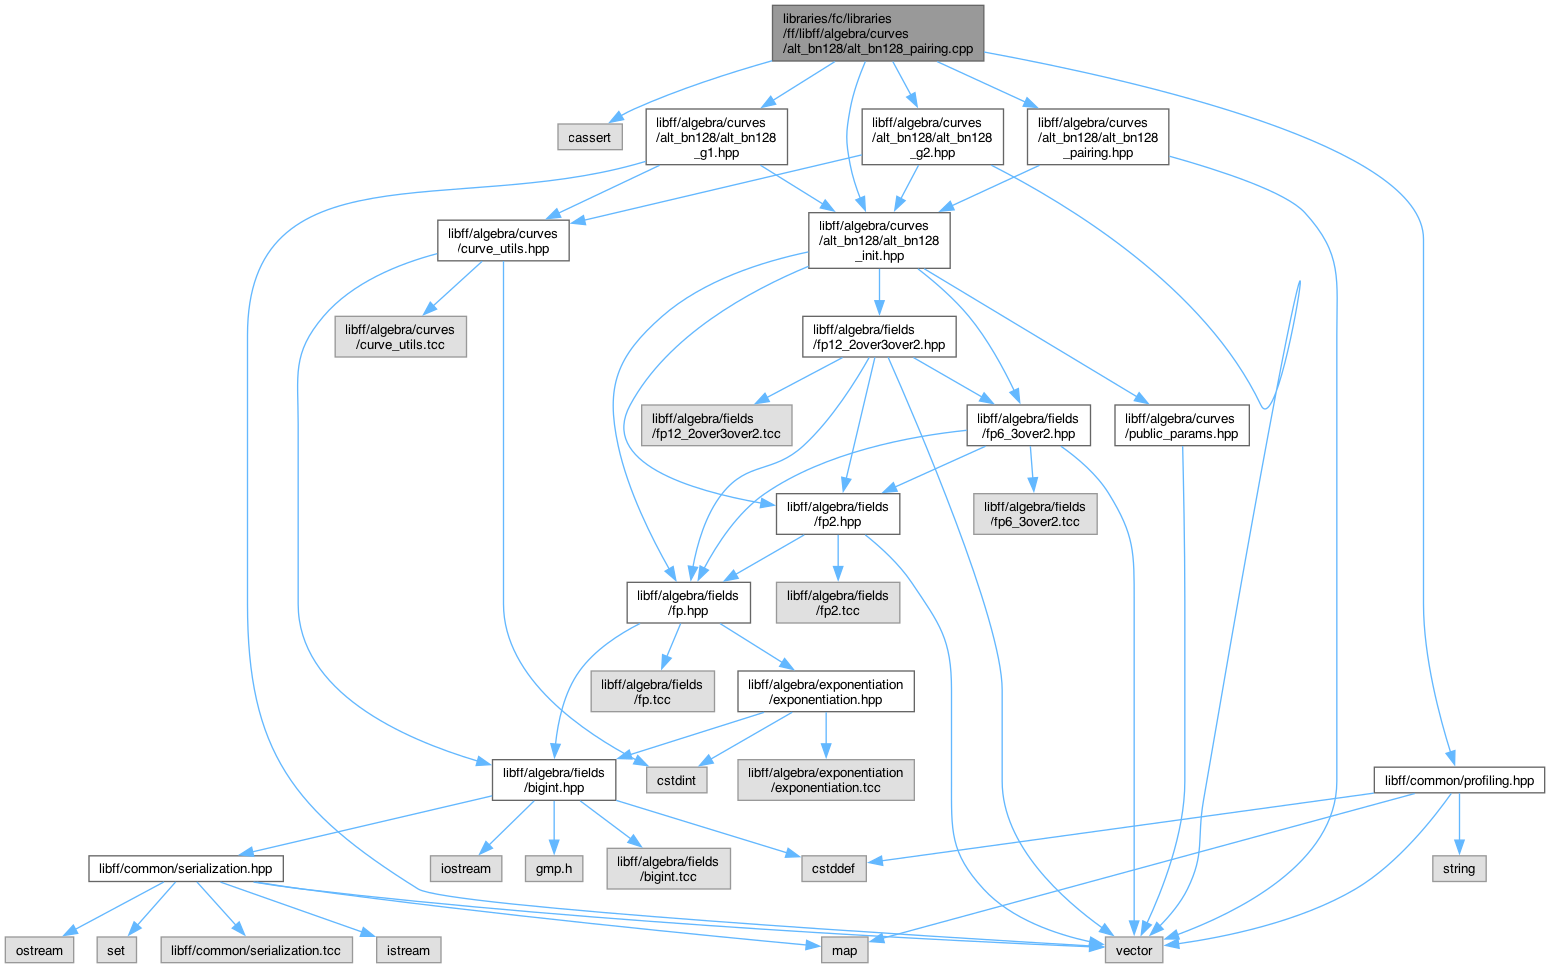 libraries/fc/libraries
/ff/libff/algebra/curves
/alt_bn128/alt_bn128_pairing.cpp
cassert
libff/algebra/curves
/alt_bn128/alt_bn128
_g1.hpp
libff/algebra/curves
/alt_bn128/alt_bn128
_g2.hpp
libff/algebra/curves
/alt_bn128/alt_bn128
_pairing.hpp
libff/algebra/curves
/curve_utils.hpp
libff/algebra/curves
/alt_bn128/alt_bn128
_init.hpp
libff/algebra/curves
/curve_utils.tcc
libff/algebra/fields
/fp12_2over3over2.hpp
libff/algebra/fields
/fp12_2over3over2.tcc
libff/algebra/fields
/fp6_3over2.hpp
libff/algebra/curves
/public_params.hpp
libff/algebra/fields
/fp2.hpp
libff/algebra/fields
/fp6_3over2.tcc
libff/algebra/fields
/fp.hpp
libff/algebra/fields
/fp2.tcc
libff/algebra/fields
/fp.tcc
libff/algebra/exponentiation
/exponentiation.hpp
libff/algebra/fields
/bigint.hpp
cstdint
libff/algebra/exponentiation
/exponentiation.tcc
libff/common/profiling.hpp
libff/common/serialization.hpp
iostream
gmp.h
libff/algebra/fields
/bigint.tcc
cstddef
string
ostream
set
libff/common/serialization.tcc
istream
map
vector